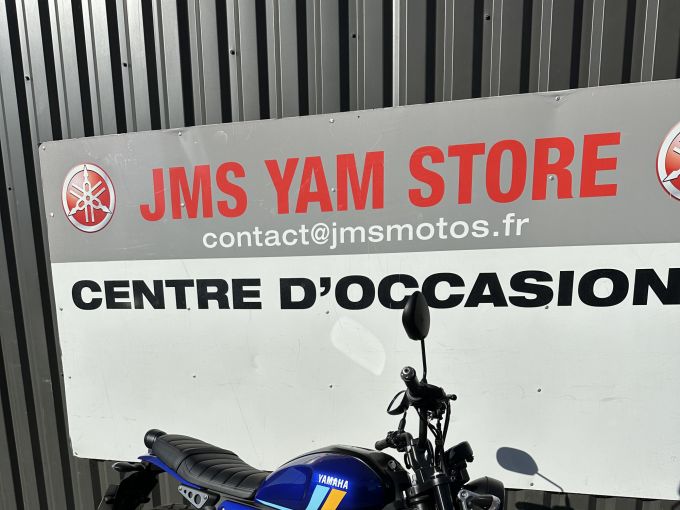 JMS YAM STORE
contact@jmsmotos.fr
CENTRE D'OCCASION
YAMAHA